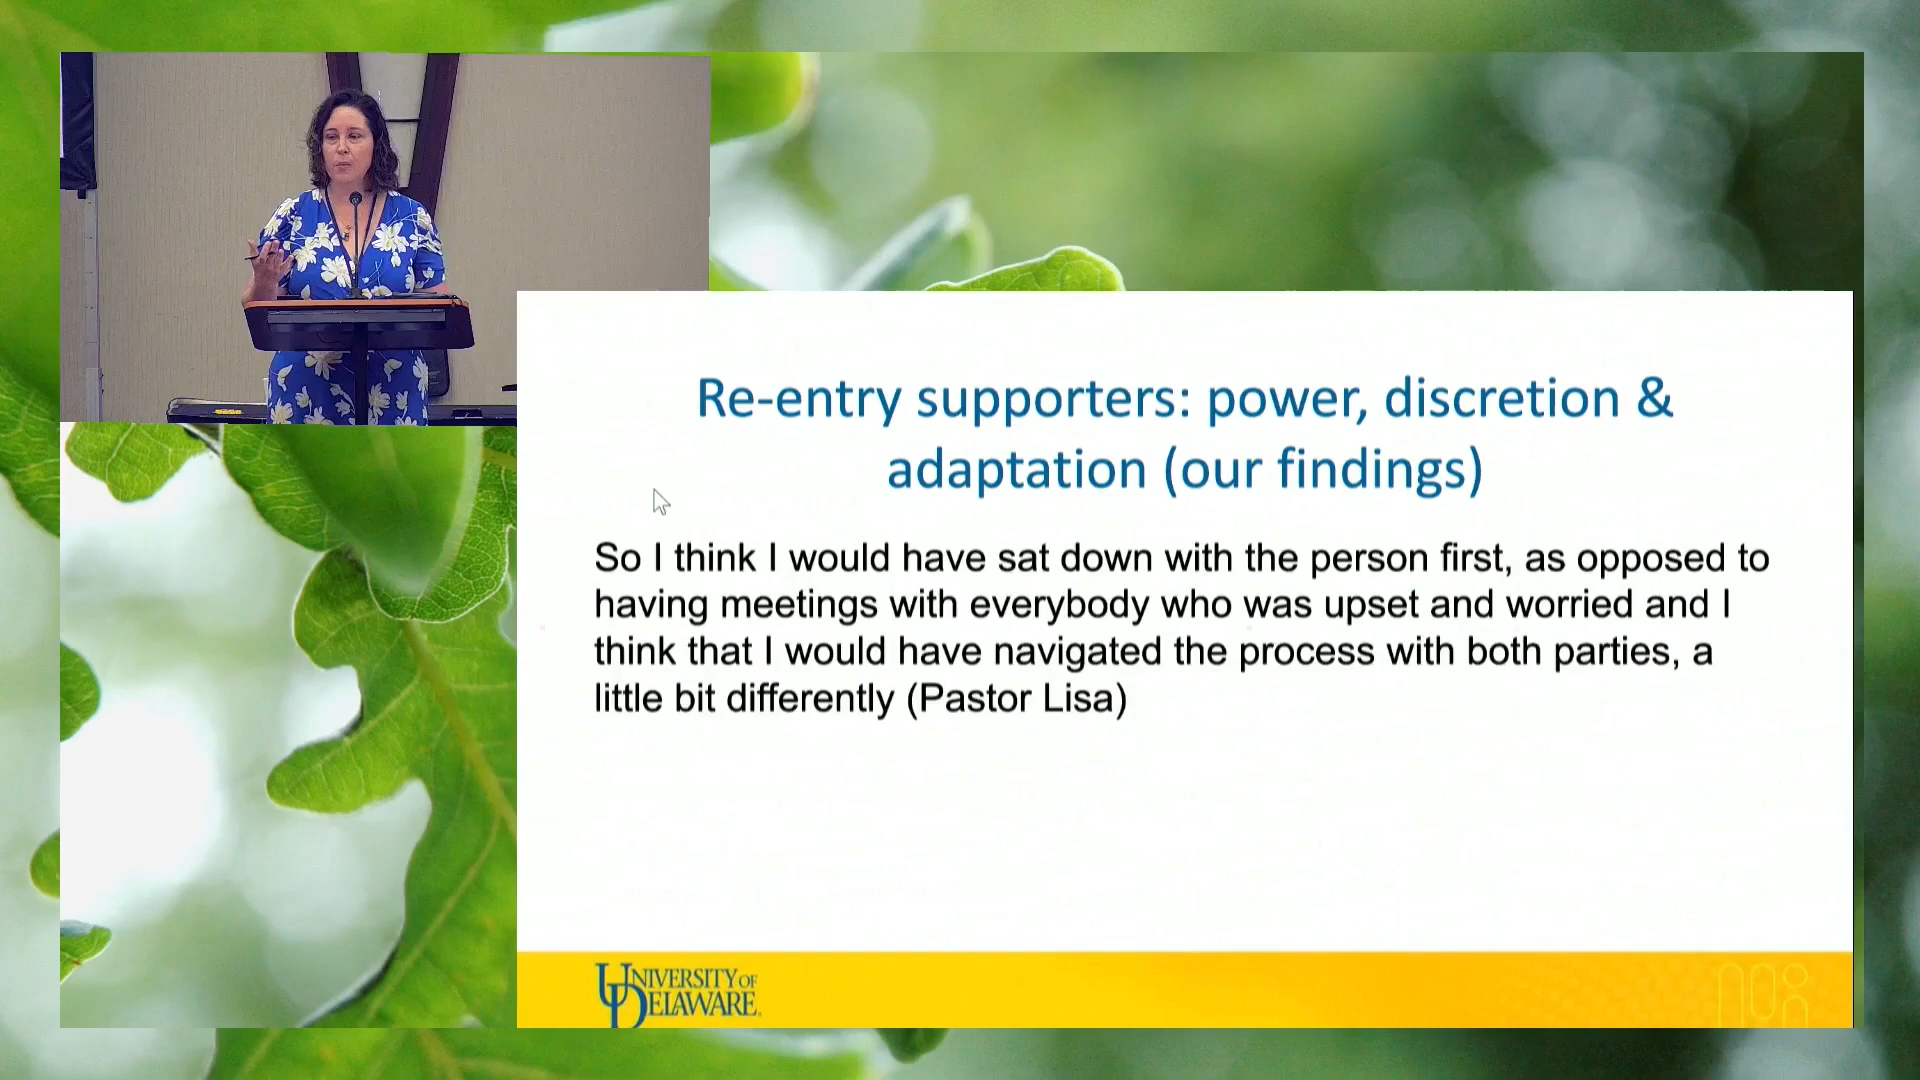 Re-entry supporters: power, discretion &
adaptation (our findings)
So I think I would have sat down with the person first, as opposed to
having meetings with everybody who was upset and worried and I
think that I would have navigated the process with both parties, a
little bit differently (Pastor Lisa)
UNIVERSITY OF
DELAWARE.